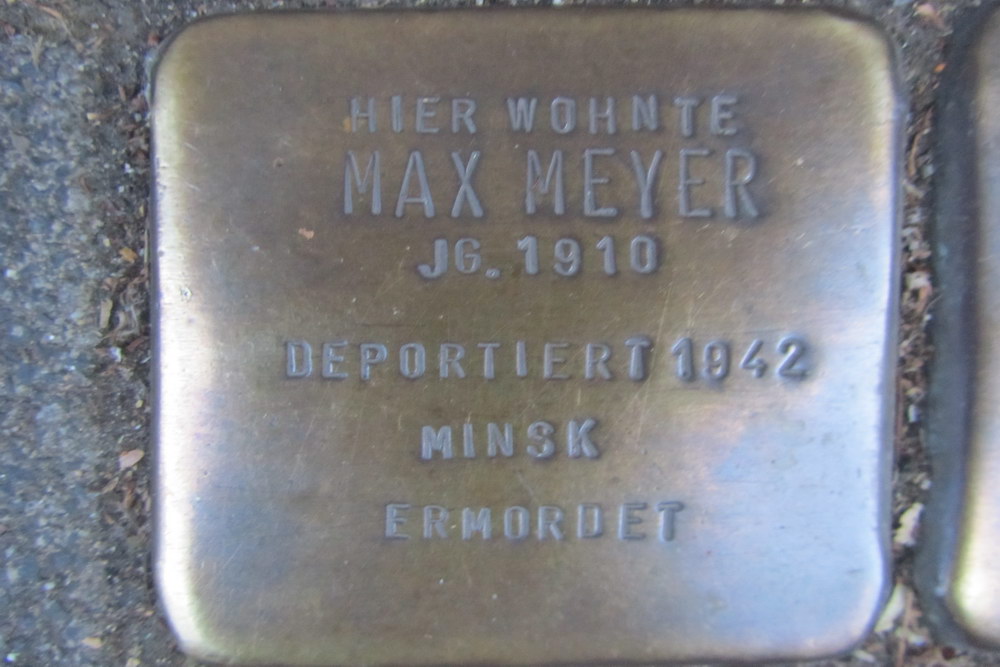 HIER WOHNTE
MAX MEYER
JG. 1910
DEPORTIERT 1942
MINSK
ERMORDET